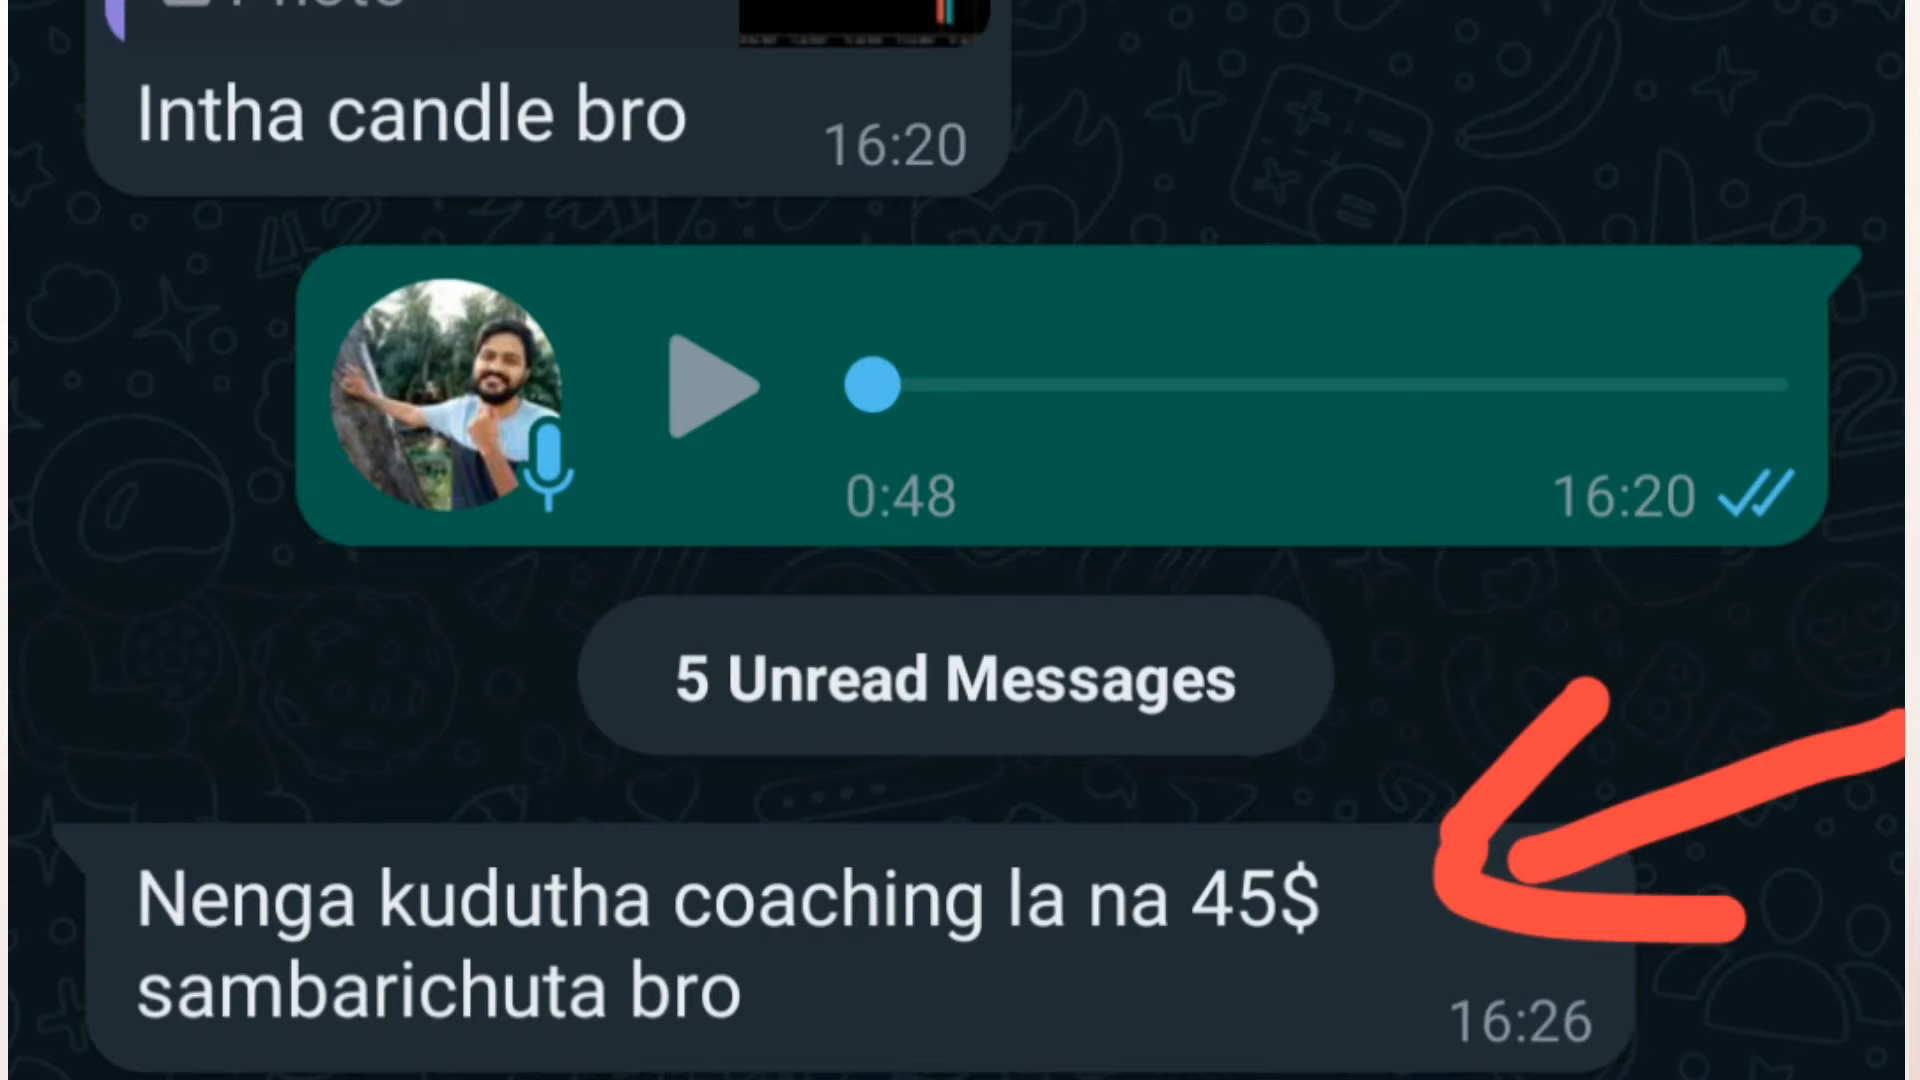 Photo
Intha candle bro
16:20
0:48
16:20
5 Unread Messages
Nenga kudutha coaching la na 45$
sambarichuta bro
16:26